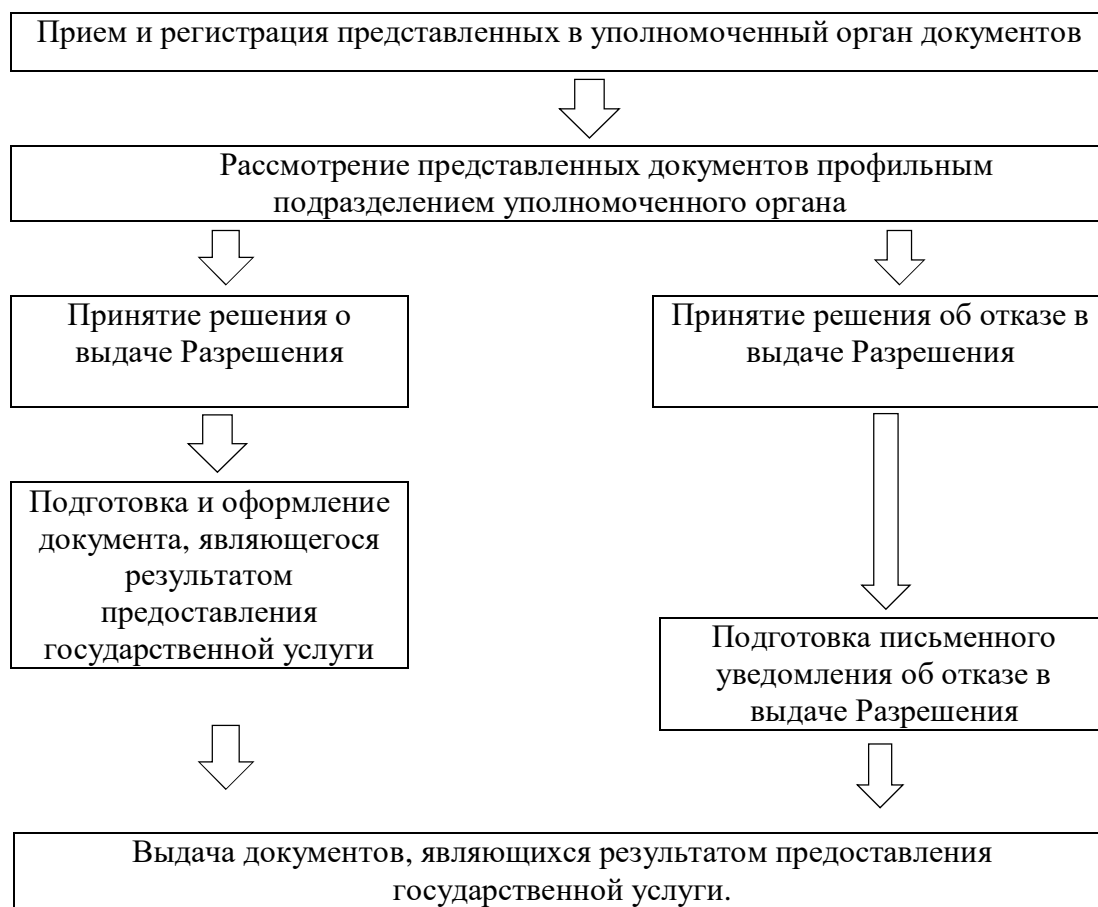 Прием и регистрация представленных в уполномоченный орган документов
Рассмотрение представленных документов профильным
подразделением уполномоченного органа
Принятие решения о
выдаче Разрешения
Принятие решения об отказе в
выдаче Разрешения
Подготовка и оформление
документа, являющегося
результатом
предоставления
государственной услуги
Подготовка письменного
уведомления об отказе в
выдаче Разрешения
Выдача документов, являющихся результатом предоставления
государственной услуги.